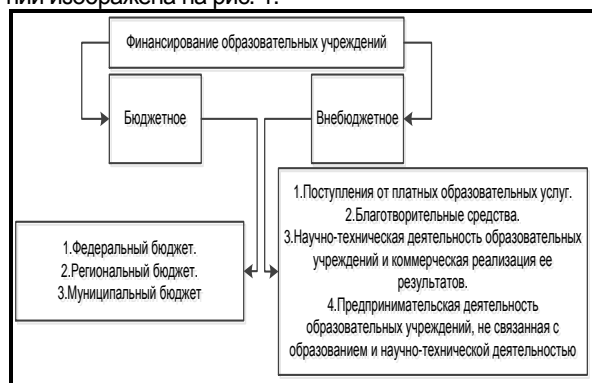 ний изображена на рис. 1.
Финансирование образовательных учреждений
Бюджетное
Внебюджетное
1.Федеральный бюджет.
2.Региональный бюджет.
3.Муниципальный бюджет
1.Поступления от платных образовательных услуг.
2.Благотворительные средства.
3.Научно-техническая деятельность образовательных
учреждений и коммерческая реализация ее
результатов.
4.Предпринимательская деятельность
образовательных учреждений, не связанная с
образованием и научно-технической деятельностью